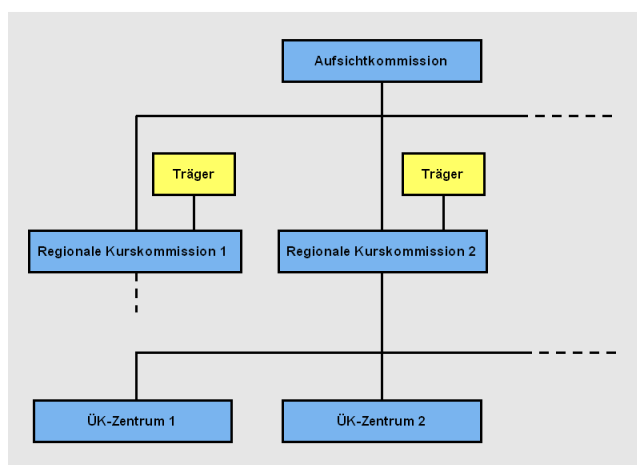 Aufsichtkommission
Träger
Träger
Regionale Kurskommission 1
Regionale Kurskommission 2
ÜK-Zentrum 1
ÜK-Zentrum 2